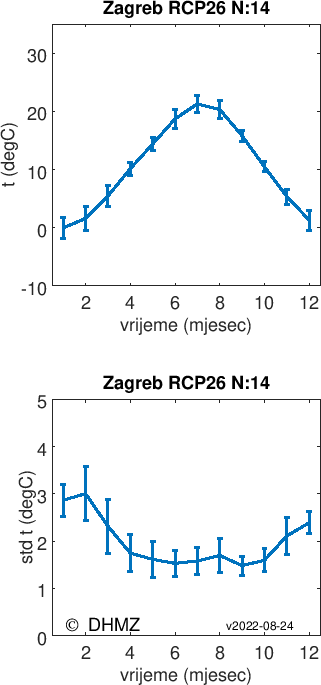 Zagreb RCP26 N:14
30
20
10
0
-10
t (degC)
2 4 6 8 10 12
vrijeme (mjesec)
Zagreb RCP26 N:14
5
4
3
2
1
0
std t (degC)
© DHMZ v2022-08-24
2 4 6 8 10 12
vrijeme (mjesec)